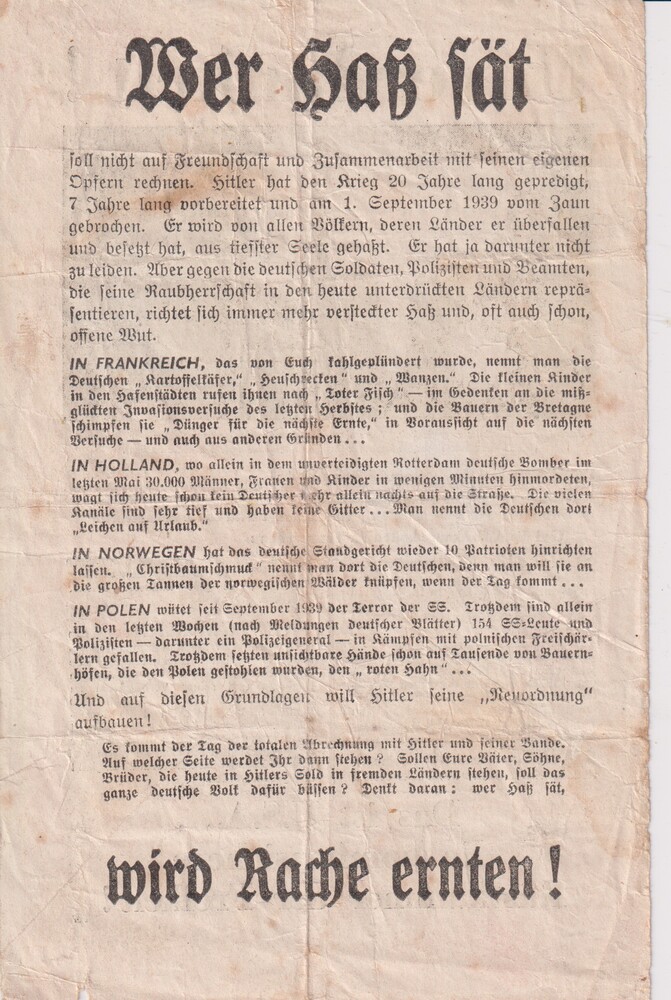 Wer Haß sät
soll nicht auf Freundschaft und Zusammenarbeit mit seinen eigenen
Opfern rechnen. Hitler hat den Krieg 20 Jahre lang gepredigt,
7 Jahre lang vorbereitet und am 1. September 1939 vom Zaun
gebrochen. Er wird von allen Völkern, deren Länder er überfallen
und besetzt hat, aus tiefster Seele gehaßt. Er hat ja darunter nicht
zu leiden. Aber gegen die deutschen Soldaten, Polizisten und Beamten,
die seine Raubherrschaft in den heute unterdrückten Ländern reprä-
sentieren, richtet sich immer mehr versteckter Haß und, oft auch schon,
offene Wut.
IN FRANKREICH, das von Euch kahlgeplündert wurde, nennt man die
Deutschen „Kartoffelkäfer,“ „Heuschrecken“ und „Wanzen.“ Die kleinen Kinder
in den Hafenstädten rufen ihnen nach „Toter Fisch“ — im Gedenken an die miß-
glückten Invasionsversuche des letzten Herbstes; und die Bauern der Bretagne
schimpfen sie „Dünger für die nächste Ernte,“ in Voraussicht auf die nächsten
Versuche — und auch aus anderen Gründen...
IN HOLLAND, wo allein in dem unverteidigten Rotterdam deutsche Bomber im
letzten Mai 30.000 Männer, Frauen und Kinder in wenigen Minuten hinmordeten,
wagt sich heute schon kein Deutscher mehr allein nachts auf die Straße. Die vielen
Kanäle sind sehr tief und haben keine Gitter...Man nennt die Deutschen dort
„Leichen auf Urlaub.“
IN NORWEGEN hat das deutsche Standgericht wieder 10 Patrioten hinrichten
lassen. „Christbaumschmuck“ nennt man dort die Deutschen, denn man will sie an
die großen Tannen der norwegischen Wälder knüpfen, wenn der Tag kommt...
IN POLEN wütet seit September 1939 der Terror der SS. Trotzdem sind allein
in den letzten Wochen (nach Meldungen deutscher Blätter) 154 SS-Leute und
Polizisten — darunter ein Polizeigeneral — in Kämpfen mit polnischen Freischär-
lern gefallen. Trotzdem setzten unsichtbare Hände schon auf Tausende von Bauern-
höfen, die den Polen gestohlen wurden, den „roten Hahn“...
Und auf diesen Grundlagen will Hitler seine „Neuordnung“
aufbauen!
Es kommt der Tag der totalen Abrechnung mit Hitler und seiner Bande.
Auf welcher Seite werdet Ihr dann stehen? Sollen Eure Väter, Söhne,
Brüder, die heute in Hitlers Sold in fremden Ländern stehen, soll das
ganze deutsche Volk dafür büssen? Denkt daran: wer Haß sät,
wird Rache ernten!